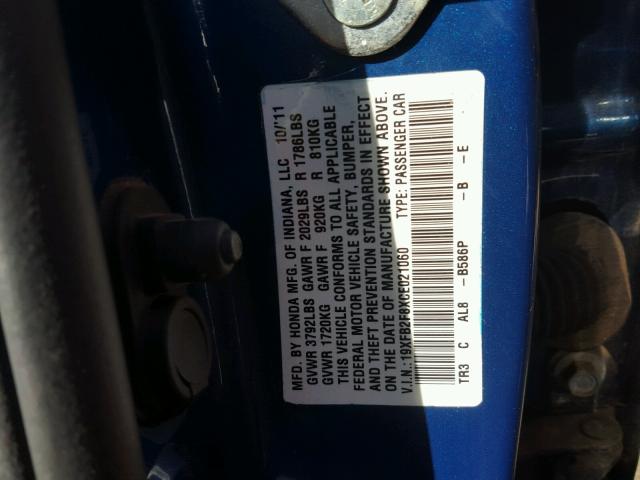 MFD. BY HONDA MFG. OF INDIANA, LLC 10/11
GVWR 3792LBS GAWR F 2029LBS R 1786LBS
GVWR 1720KG GAWR F 920KG R 810KG
THIS VEHICLE CONFORMS TO ALL APPLICABLE
FEDERAL MOTOR VEHICLE SAFETY, BUMPER,
AND THEFT PREVENTION STANDARDS IN EFFECT
ON THE DATE OF MANUFACTURE SHOWN ABOVE.
V.I.N.: 19XFB2F8XCE021060 TYPE: PASSENGER CAR
TR3 C AL8 -B586P -B -E